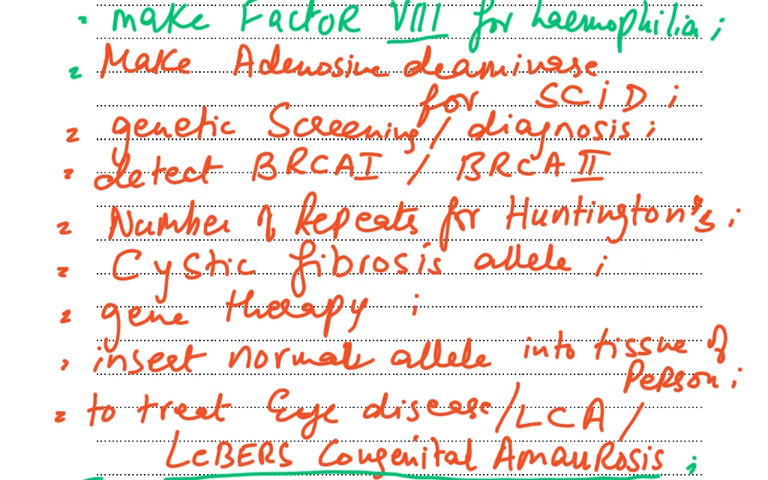 make Factor VIII for haemophilia ;
Make Adenosine deaminase
for SCiD ;
genetic Screening / diagnosis ;
detect BRCAI / BRCA II
Number of Repeats for Huntington's ;
Cystic fibrosis allele ;
gene therapy ;
insert normal allele into tissue of
Person ;
to treat Eye disease / LCA /
LeBERS Congenital AmauRosis ;